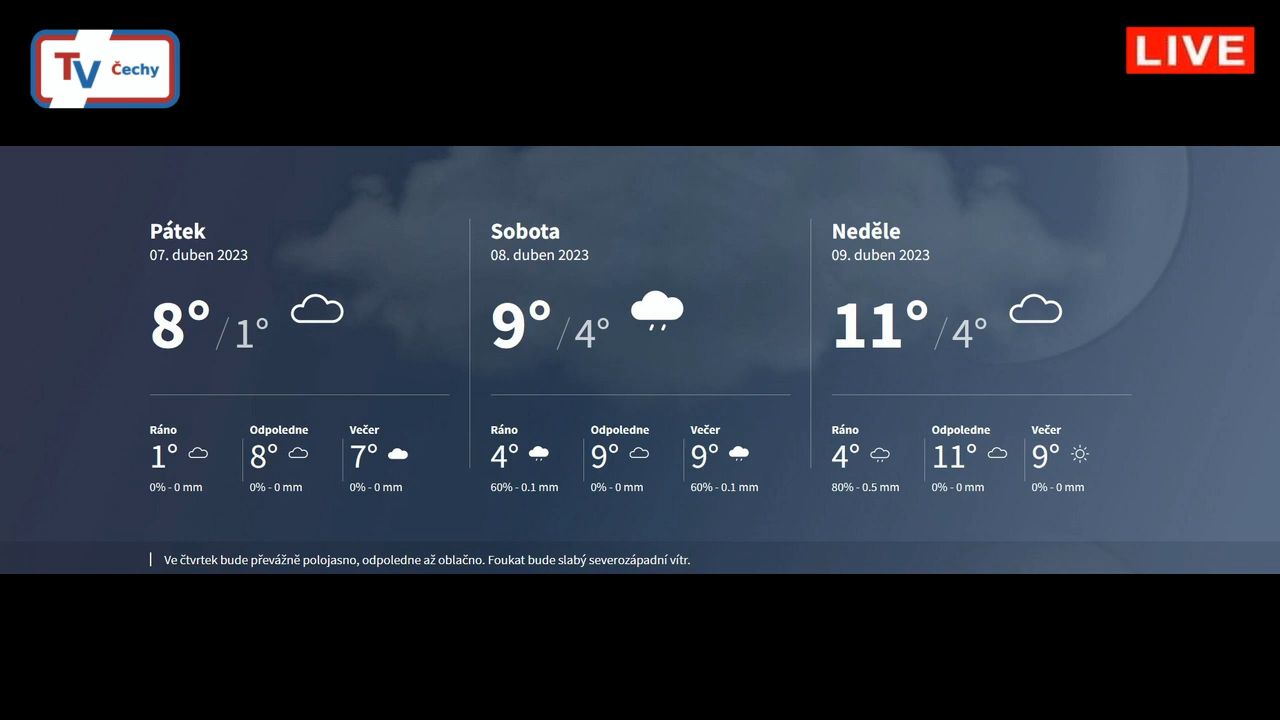 TV Čechy
LIVE
Pátek
07. duben 2023
8° / 1°
Ráno
1°
0% - 0 mm
Odpoledne
8°
0% - 0 mm
Večer
7°
0% - 0 mm
Sobota
08. duben 2023
9° / 4°
Ráno
4°
60% - 0.1 mm
Odpoledne
9°
0% - 0 mm
Večer
9°
60% - 0.1 mm
Neděle
09. duben 2023
11° / 4°
Ráno
4°
80% - 0.5 mm
Odpoledne
11°
0% - 0 mm
Večer
9°
0% - 0 mm
Ve čtvrtek bude převážně polojasno, odpoledne až oblačno. Foukat bude slabý severozápadní vítr.